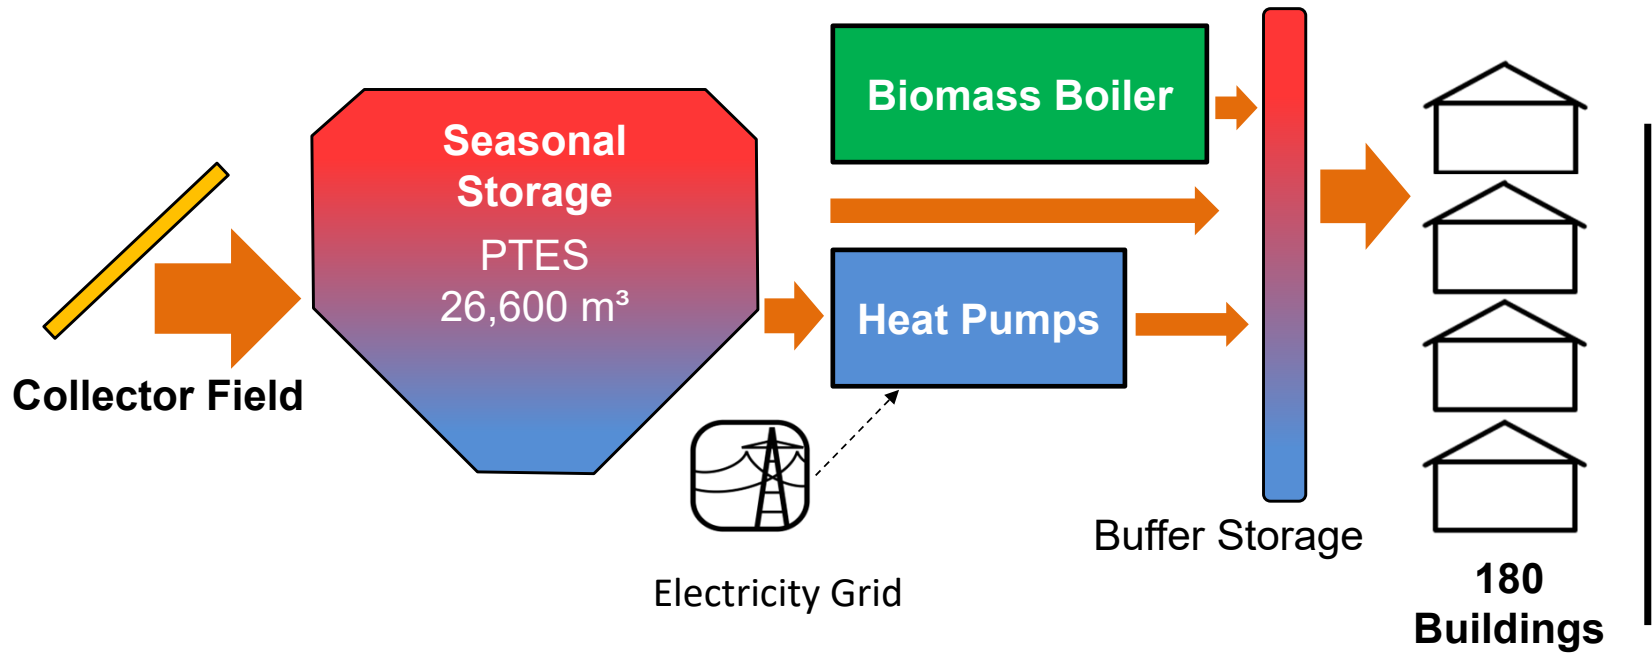 Biomass Boiler
Seasonal
Storage
PTES
26,600 m³
Heat Pumps
Collector Field
Buffer Storage
Electricity Grid
180
Buildings